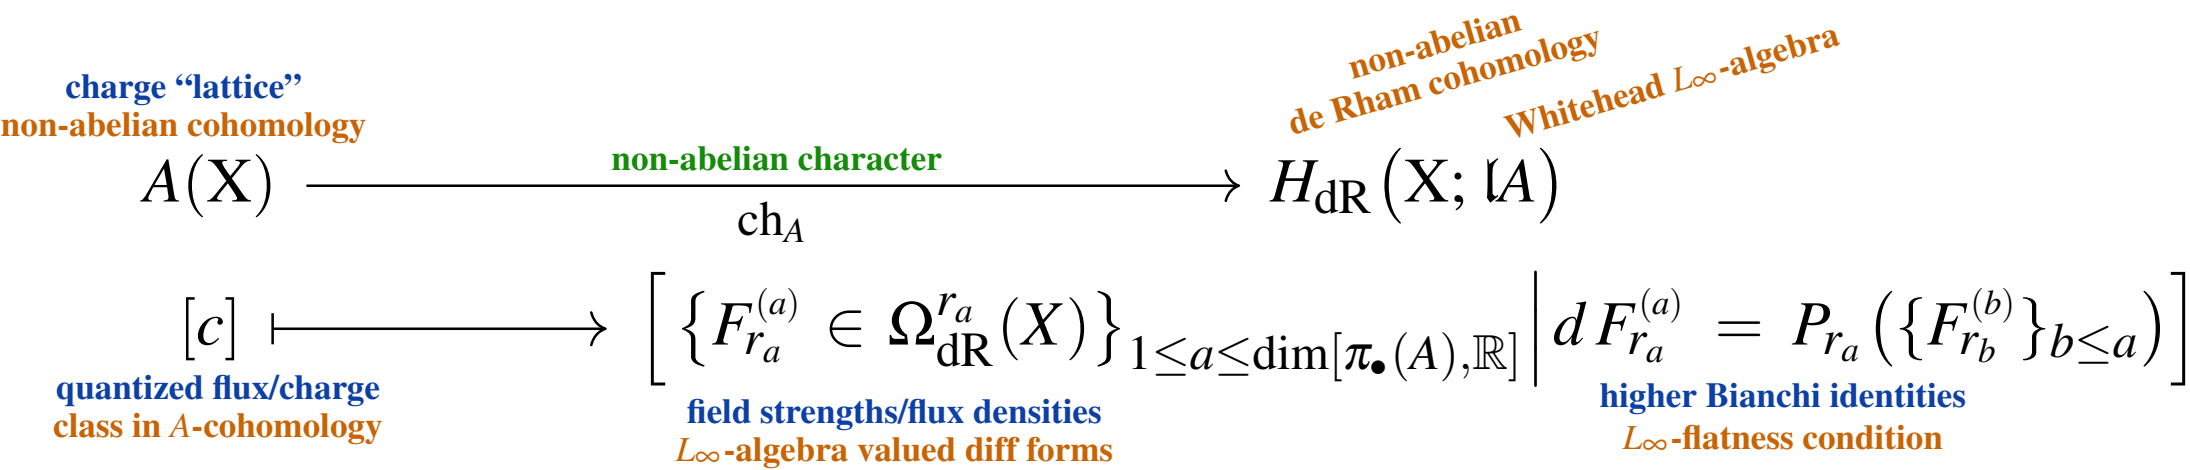 charge “lattice”
non-abelian cohomology
non-abelian
de Rham cohomology
Whitehead L∞-algebra
non-abelian character
A(X) ⟶ H_dR(X; 𝔩A)
ch_A
[c] ⟼ [ {F_{r_a}^{(a)} ∈ Ω_{dR}^{r_a}(X)}_{1≤a≤dim[π_•(A),ℝ]} | d F_{r_a}^{(a)} = P_{r_a}({F_{r_b}^{(b)}}_{b≤a}) ]
quantized flux/charge
class in A-cohomology
field strengths/flux densities
L∞-algebra valued diff forms
higher Bianchi identities
L∞-flatness condition